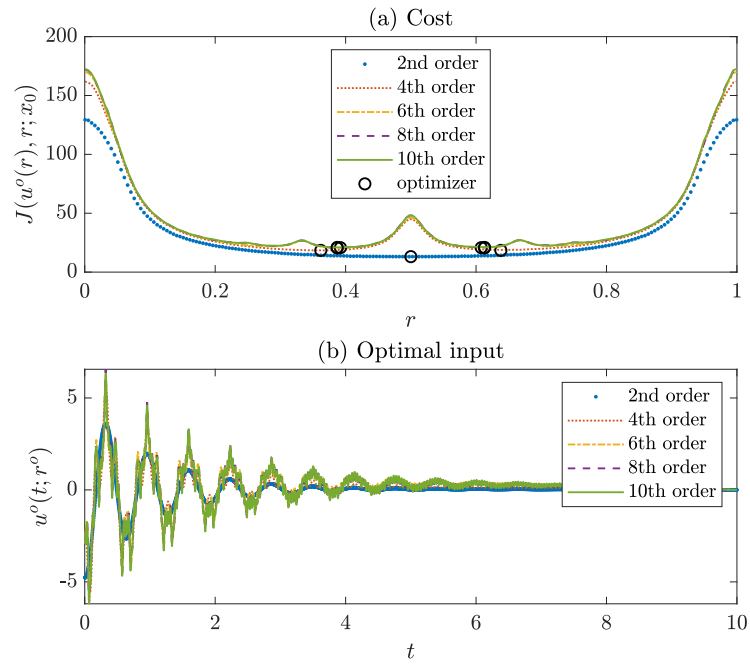 (a) Cost
200
150
100
50
0
J(u^o(r), r; x_0)
2nd order
4th order
6th order
8th order
10th order
optimizer
0 0.2 0.4 0.6 0.8 1
r
(b) Optimal input
5
0
-5
u^o(t; r^o)
2nd order
4th order
6th order
8th order
10th order
0 2 4 6 8 10
t